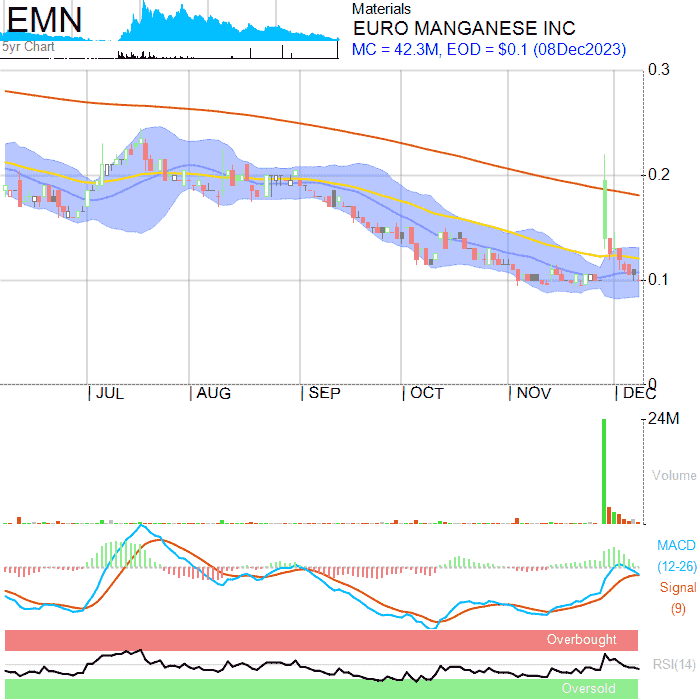 EMN
5yr Chart
Materials
EURO MANGANESE INC
MC = 42.3M, EOD = $0.1 (08Dec2023)
0.3
0.2
0.1
0
JUL
AUG
SEP
OCT
NOV
DEC
24M
Volume
MACD
(12-26)
Signal
(9)
Overbought
RSI(14)
Oversold